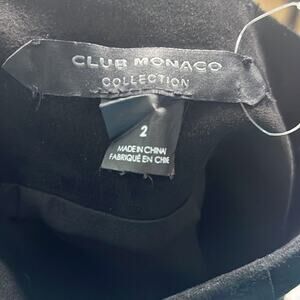 CLUB MONACO
COLLECTION
2
MADE IN CHINA
FABRIQUÉ EN CHINE